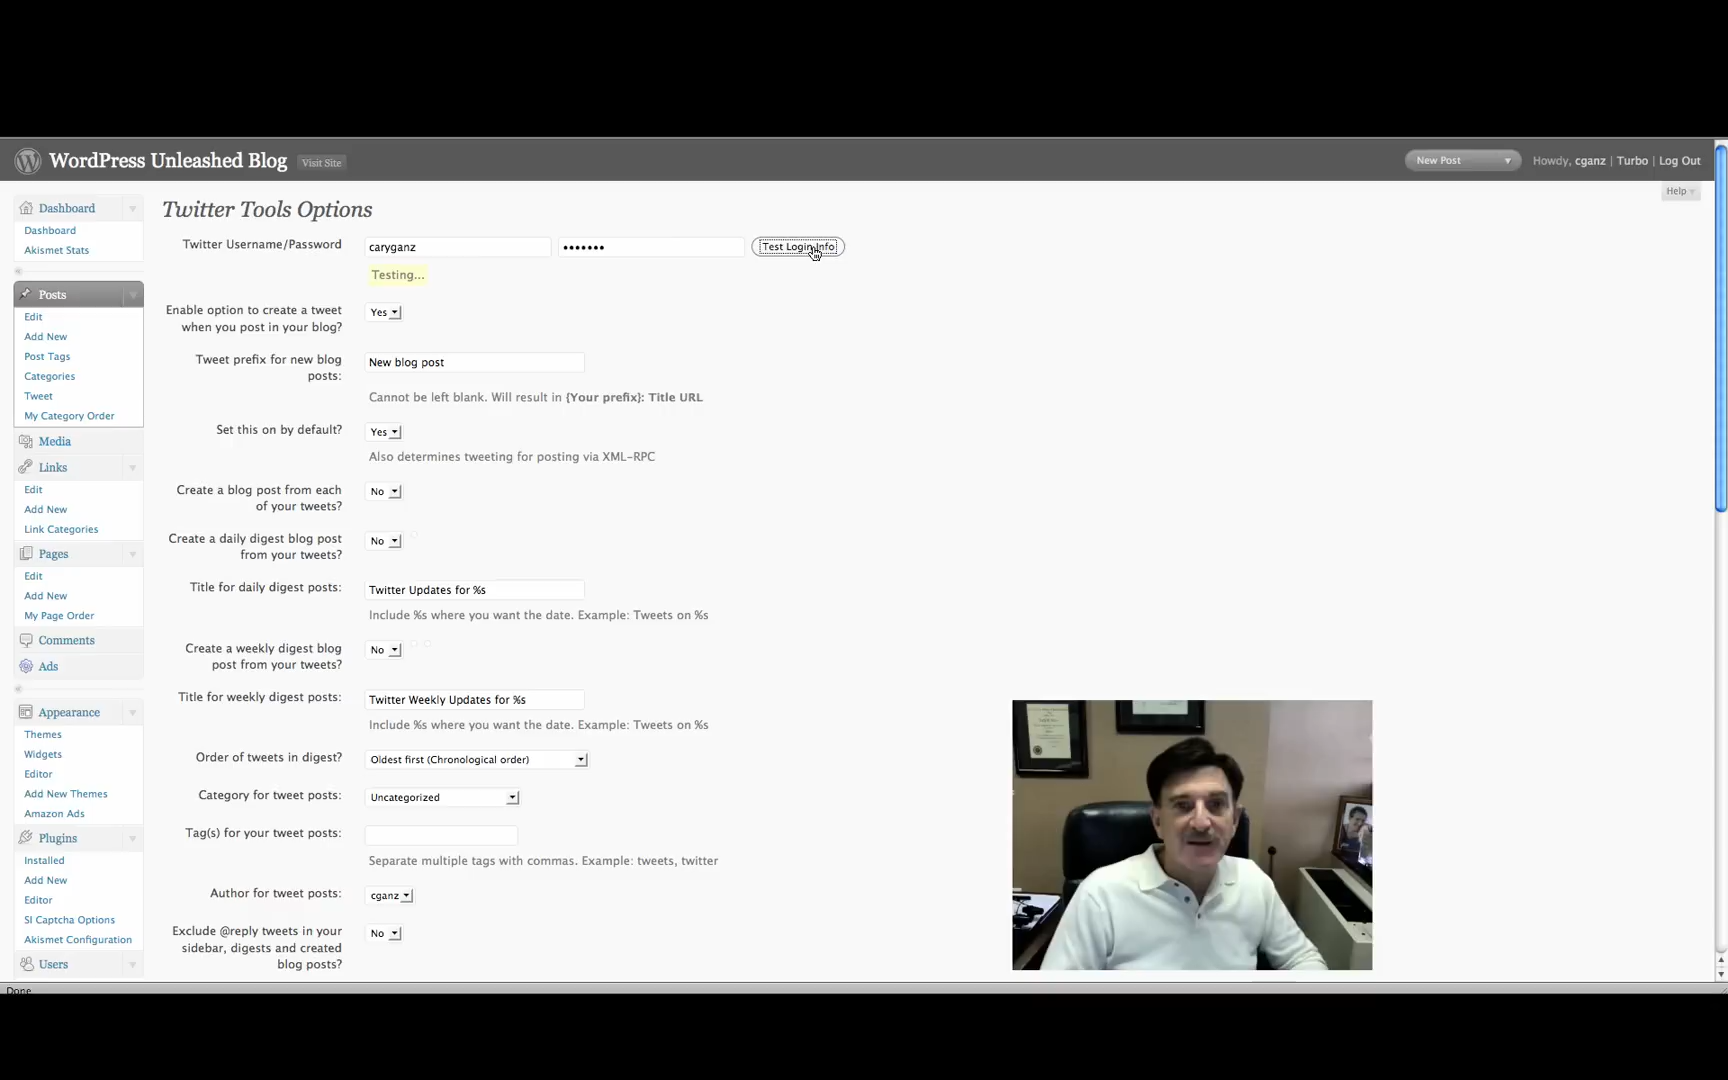 WordPress Unleashed Blog Visit Site New Post Howdy, cganz | Turbo | Log Out
Help
Dashboard
Dashboard
Akismet Stats
Posts
Edit
Add New
Post Tags
Categories
Tweet
My Category Order
Media
Links
Edit
Add New
Link Categories
Pages
Edit
Add New
My Page Order
Comments
Ads
Appearance
Themes
Widgets
Editor
Add New Themes
Amazon Ads
Plugins
Installed
Add New
Editor
SI Captcha Options
Akismet Configuration
Users
Twitter Tools Options
Twitter Username/Password caryganz ••••••• Test Login Info
Testing...
Enable option to create a tweet
when you post in your blog? Yes
Tweet prefix for new blog
posts: New blog post
Cannot be left blank. Will result in {Your prefix}: Title URL
Set this on by default? Yes
Also determines tweeting for posting via XML-RPC
Create a blog post from each
of your tweets? No
Create a daily digest blog post
from your tweets? No
Title for daily digest posts: Twitter Updates for %s
Include %s where you want the date. Example: Tweets on %s
Create a weekly digest blog
post from your tweets? No
Title for weekly digest posts: Twitter Weekly Updates for %s
Include %s where you want the date. Example: Tweets on %s
Order of tweets in digest? Oldest first (Chronological order)
Category for tweet posts: Uncategorized
Tag(s) for your tweet posts:
Separate multiple tags with commas. Example: tweets, twitter
Author for tweet posts: cganz
Exclude @reply tweets in your
sidebar, digests and created
blog posts? No
Done